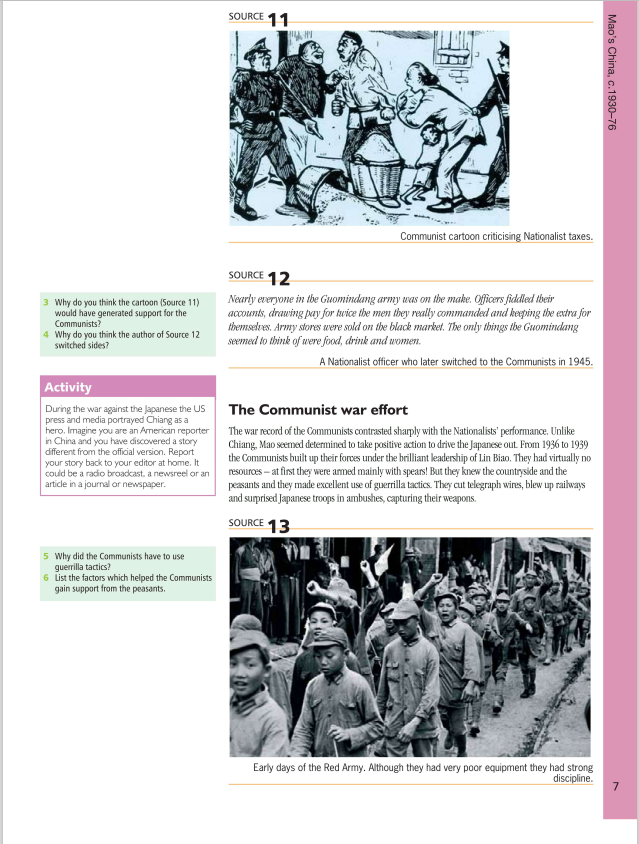 SOURCE 11
Mao's China, c.1930–76
Communist cartoon criticising Nationalist taxes.
SOURCE 12
Nearly everyone in the Guomindang army was on the make. Officers fiddled their
accounts, drawing pay for twice the men they really commanded and keeping the extra for
themselves. Army stores were sold on the black market. The only things the Guomindang
seemed to think of were food, drink and women.
A Nationalist officer who later switched to the Communists in 1945.
3 Why do you think the cartoon (Source 11)
would have generated support for the
Communists?
4 Why do you think the author of Source 12
switched sides?
Activity
During the war against the Japanese the US
press and media portrayed Chiang as a
hero. Imagine you are an American reporter
in China and you have discovered a story
different from the official version. Report
your story back to your editor at home. It
could be a radio broadcast, a newsreel or an
article in a journal or newspaper.
The Communist war effort
The war record of the Communists contrasted sharply with the Nationalists' performance. Unlike
Chiang, Mao seemed determined to take positive action to drive the Japanese out. From 1936 to 1939
the Communists built up their forces under the brilliant leadership of Lin Biao. They had virtually no
resources – at first they were armed mainly with spears! But they knew the countryside and the
peasants and they made excellent use of guerrilla tactics. They cut telegraph wires, blew up railways
and surprised Japanese troops in ambushes, capturing their weapons.
SOURCE 13
5 Why did the Communists have to use
guerrilla tactics?
6 List the factors which helped the Communists
gain support from the peasants.
Early days of the Red Army. Although they had very poor equipment they had strong
discipline.
7